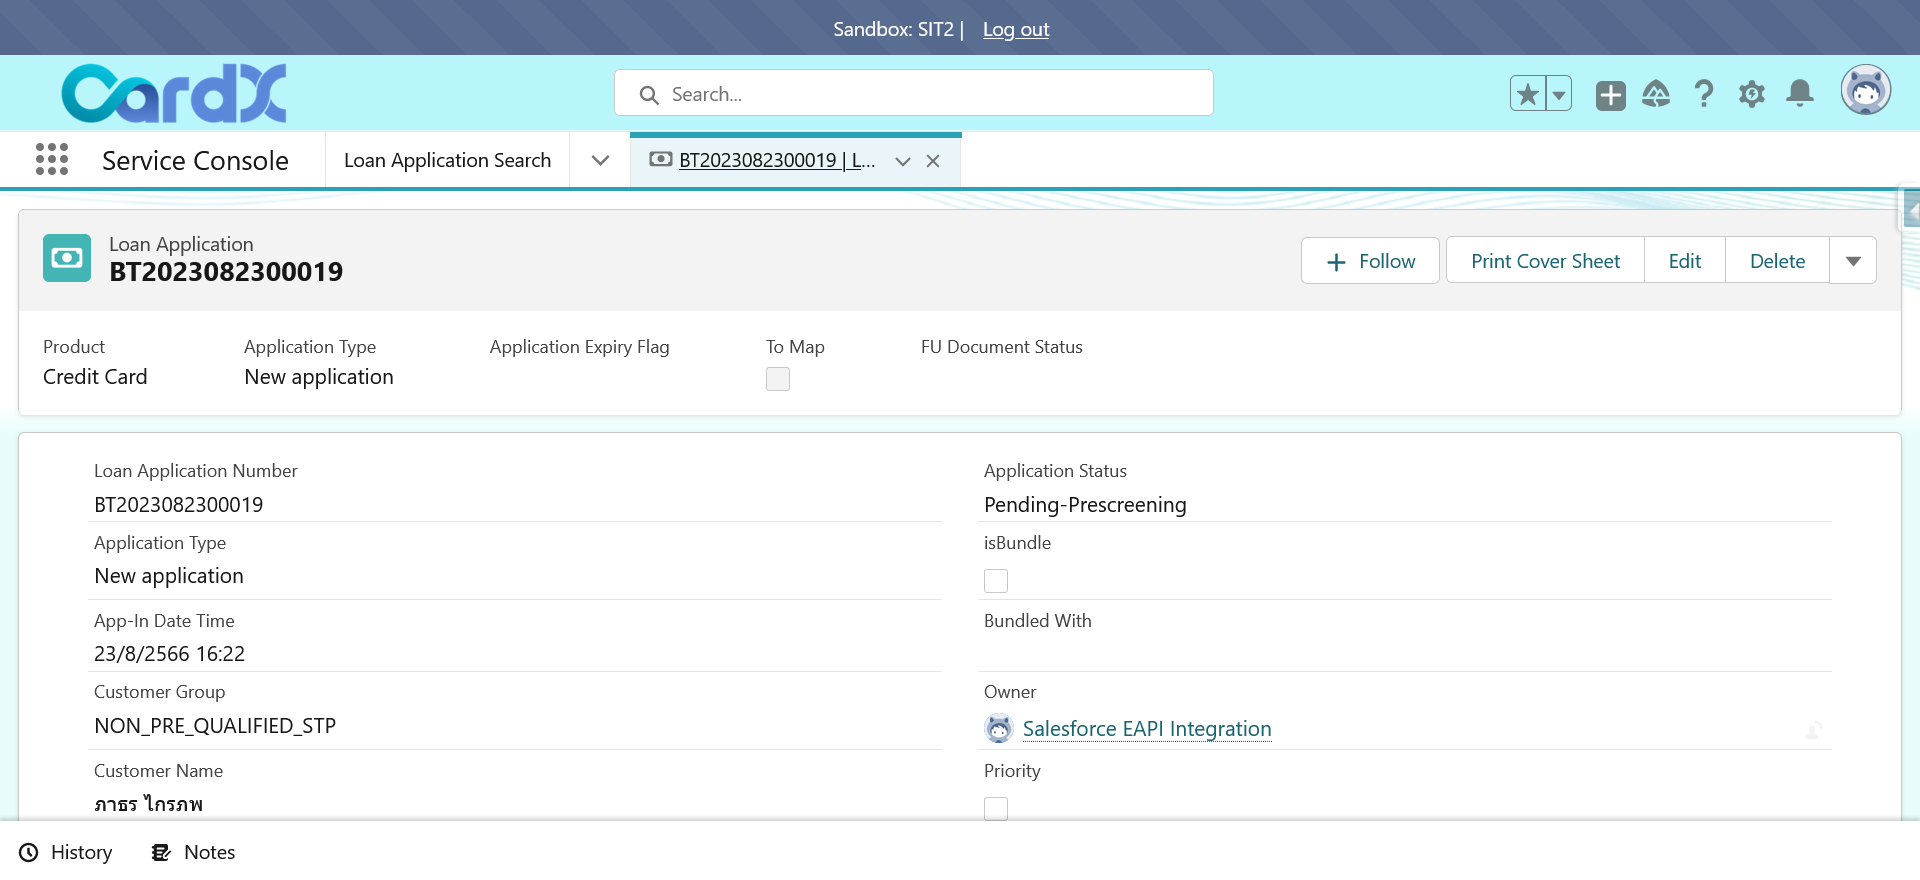 Sandbox: SIT2 | Log out
CardX
Search...
Service Console
Loan Application Search
BT2023082300019 | L...
Loan Application
BT2023082300019
Follow
Print Cover Sheet
Edit
Delete
Product
Application Type
Application Expiry Flag
To Map
FU Document Status
Credit Card
New application
Loan Application Number
Application Status
BT2023082300019
Pending-Prescreening
Application Type
isBundle
New application
App-In Date Time
Bundled With
23/8/2566 16:22
Customer Group
Owner
NON_PRE_QUALIFIED_STP
Salesforce EAPI Integration
Customer Name
Priority
ภาธร ไกรภพ
History
Notes